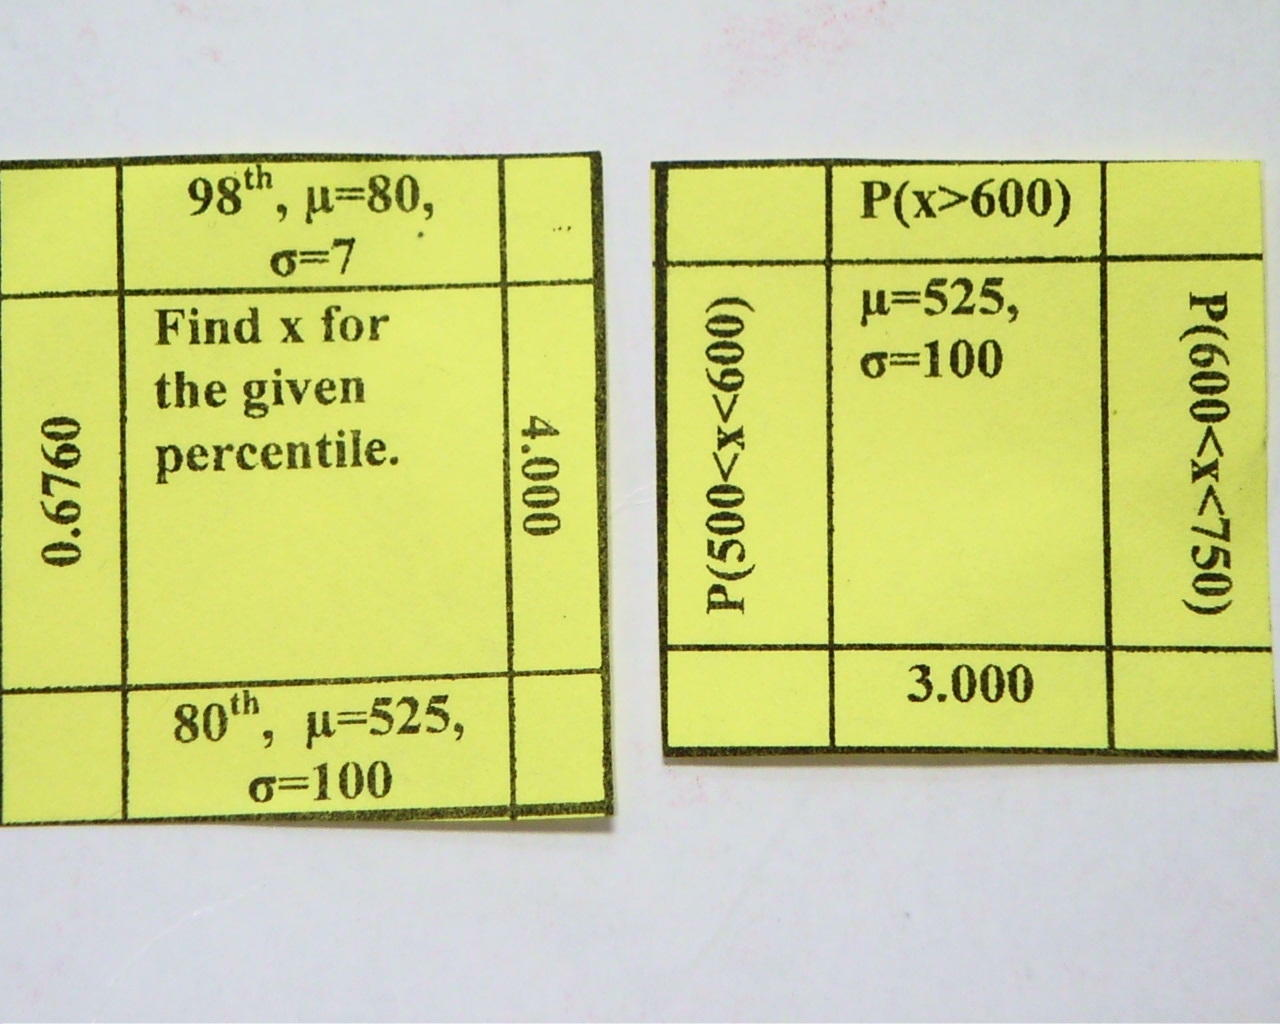 98th, μ=80,
σ=7
Find x for
the given
percentile.
0.6760
4.000
80th, μ=525,
σ=100
P(x>600)
μ=525,
σ=100
P(500<x<600)
P(600<x<750)
3.000